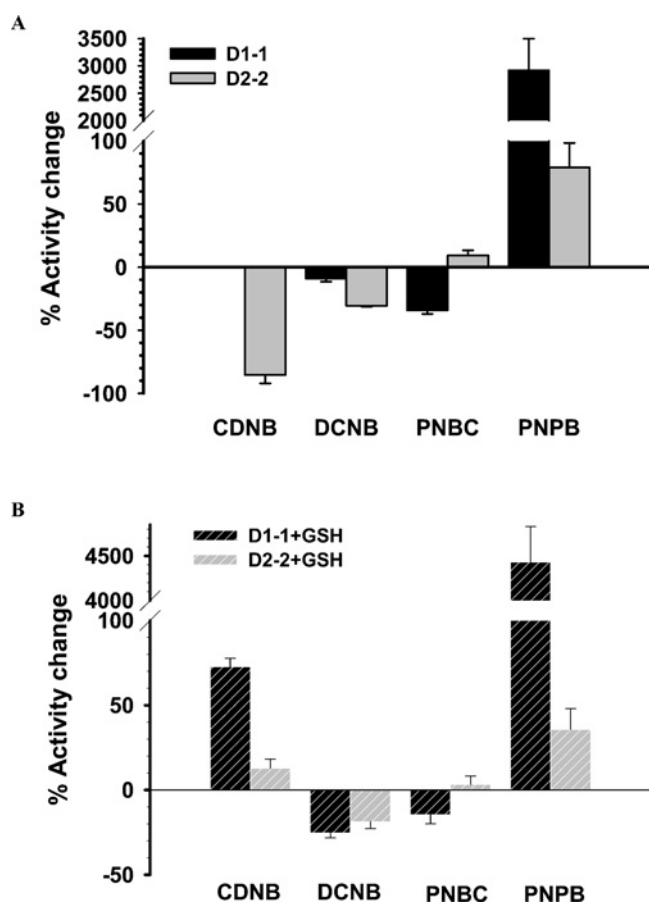 A
% Activity change
3500
3000
2500
2000
100
50
0
-50
-100
D1-1
D2-2
CDNB DCNB PNBC PNPB
B
% Activity change
4500
4000
100
50
0
-50
D1-1+GSH
D2-2+GSH
CDNB DCNB PNBC PNPB